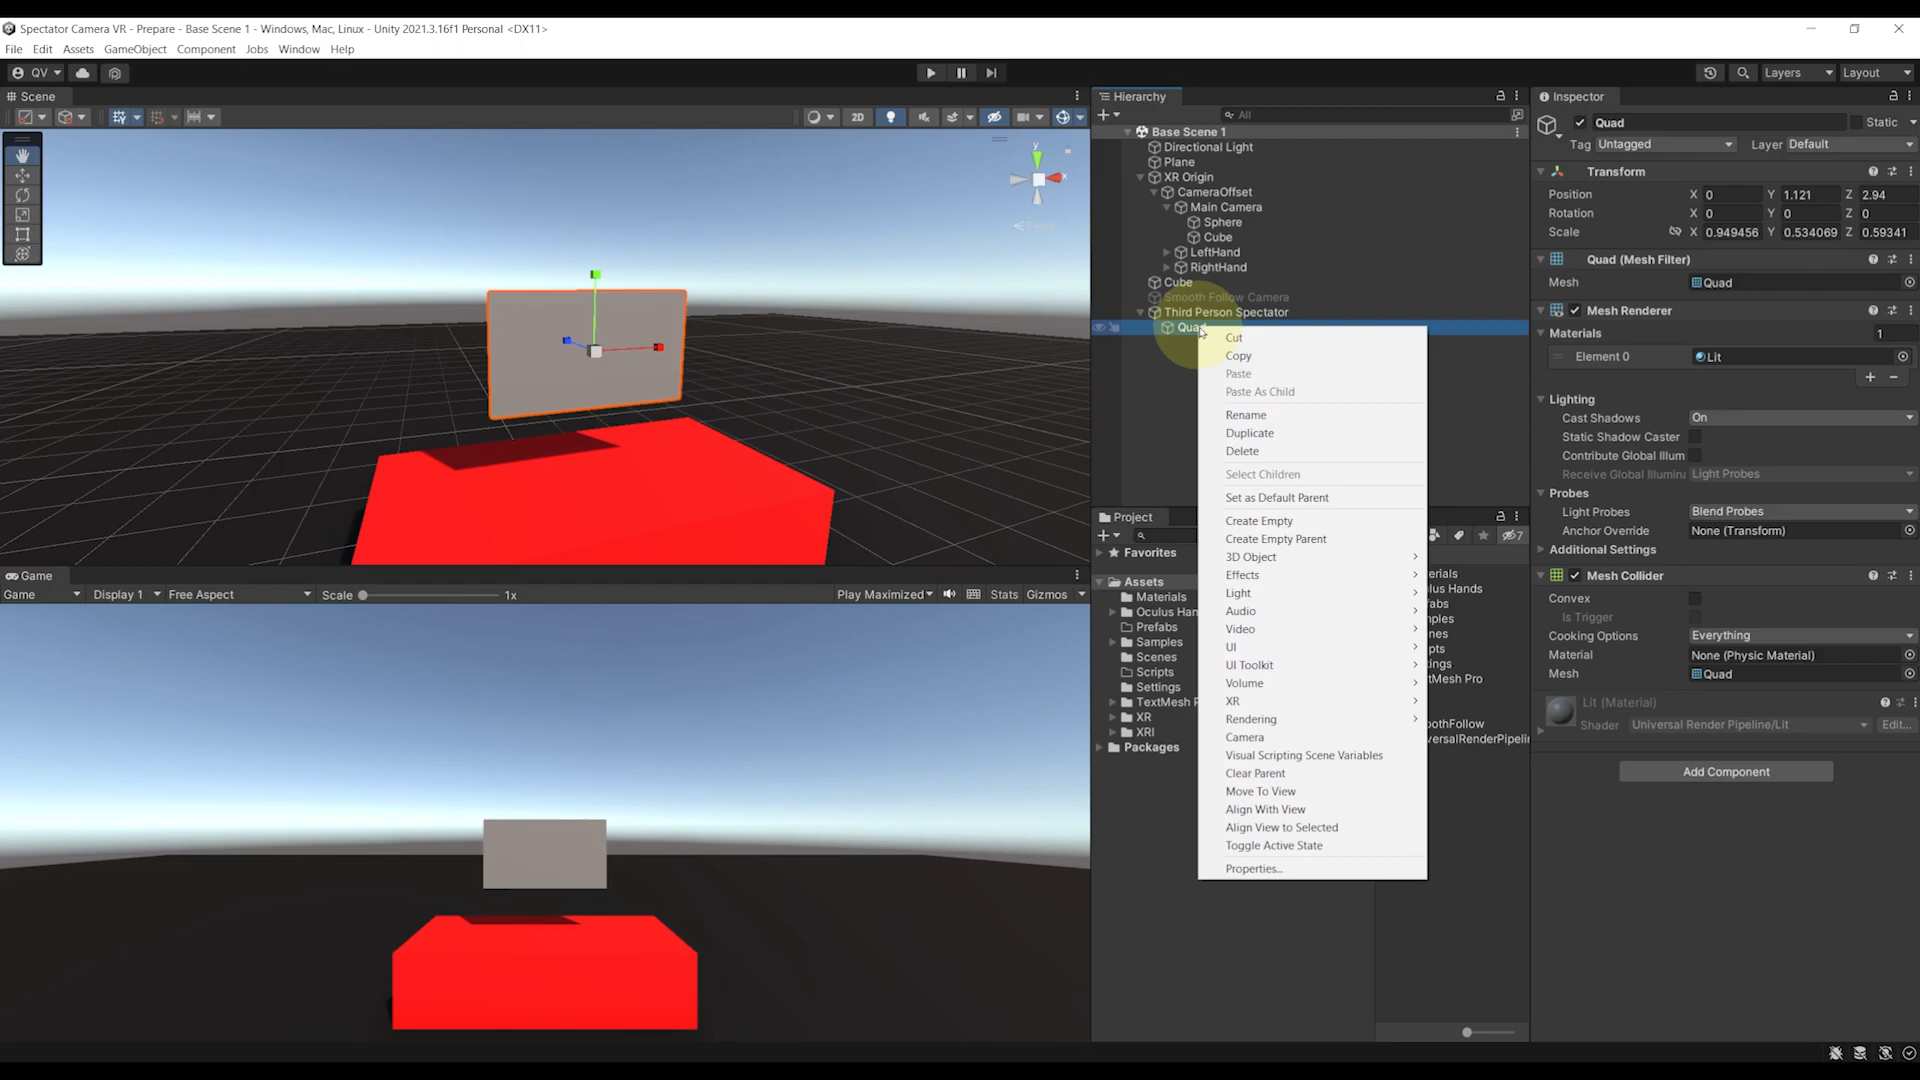 Spectator Camera VR - Prepare - Base Scene 1 - Windows, Mac, Linux - Unity 2021.3.16f1 Personal <DX11>
File Edit Assets GameObject Component Jobs Window Help
QV Layers Layout
Scene
2D
y
x
Persp
Game
Game Display 1 Free Aspect Scale 1x Play Maximized Stats Gizmos
Hierarchy
All
Base Scene 1
Directional Light
Plane
XR Origin
CameraOffset
Main Camera
Sphere
Cube
LeftHand
RightHand
Cube
Smooth Follow Camera
Third Person Spectator
Quad
Cut
Copy
Paste
Paste As Child
Rename
Duplicate
Delete
Select Children
Set as Default Parent
Create Empty
Create Empty Parent
3D Object
Effects
Light
Audio
Video
UI
UI Toolkit
Volume
XR
Rendering
Camera
Visual Scripting Scene Variables
Clear Parent
Move To View
Align With View
Align View to Selected
Toggle Active State
Properties...
Project
7
Favorites
Assets
Materials
Oculus Han
Prefabs
Samples
Scenes
Scripts
Settings
TextMesh P
XR
XRI
Packages
erials
lus Hands
abs
mples
nes
pts
ings
tMesh Pro
oothFollow
versalRenderPipelin
Inspector
Quad Static
Tag Untagged Layer Default
Transform
Position X 0 Y 1.121 Z 2.94
Rotation X 0 Y 0 Z 0
Scale X 0.949456 Y 0.534069 Z 0.59341
Quad (Mesh Filter)
Mesh Quad
Mesh Renderer
Materials 1
Element 0 Lit
Lighting
Cast Shadows On
Static Shadow Caster
Contribute Global Illum
Receive Global Illumin: Light Probes
Probes
Light Probes Blend Probes
Anchor Override None (Transform)
Additional Settings
Mesh Collider
Convex
Is Trigger
Cooking Options Everything
Material None (Physic Material)
Mesh Quad
Lit (Material)
Shader Universal Render Pipeline/Lit Edit...
Add Component